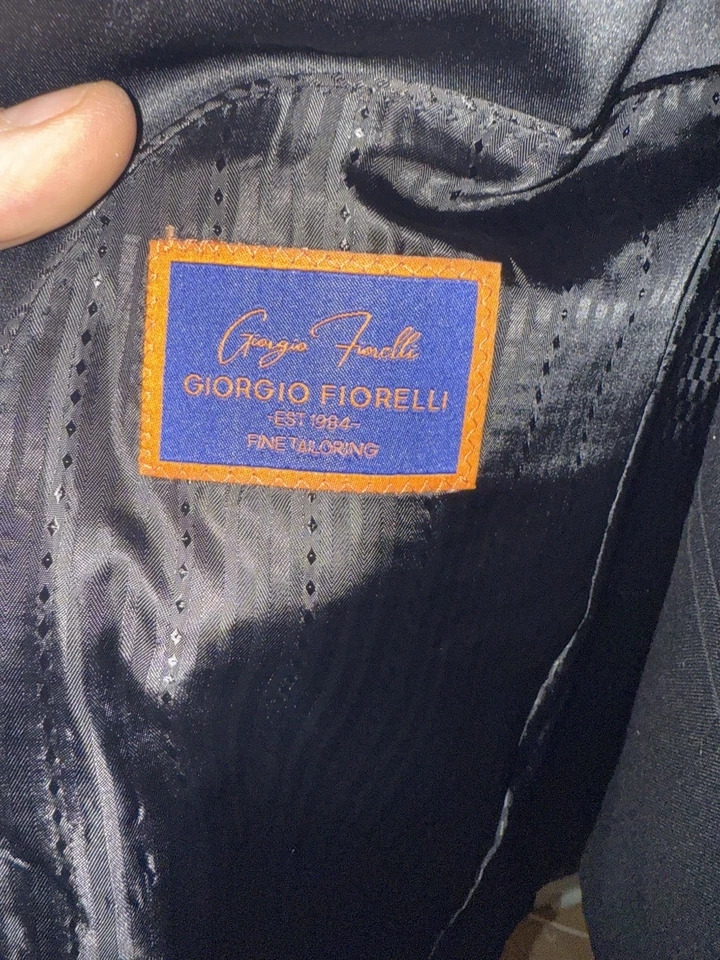 Giorgio Fiorelli
GIORGIO FIORELLI
-EST 1984-
FINE TAILORING